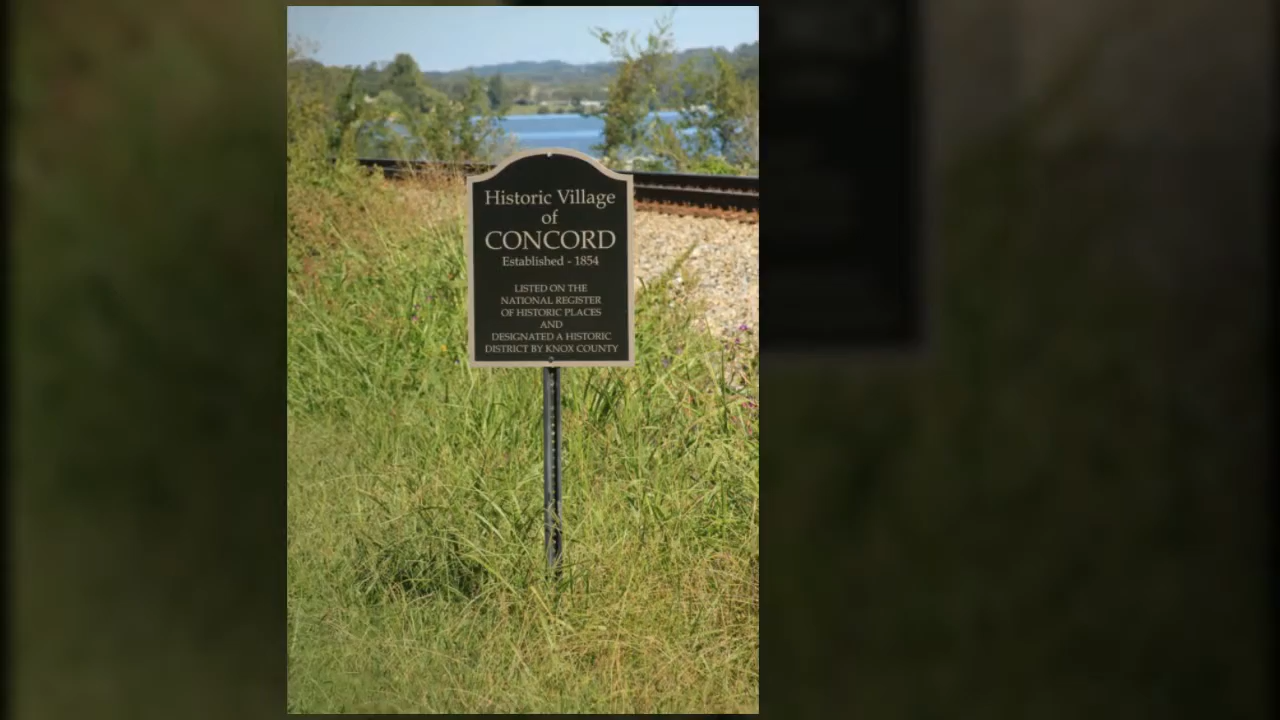 Historic Village
of
CONCORD
Established - 1854
LISTED ON THE
NATIONAL REGISTER
OF HISTORIC PLACES
AND
DESIGNATED A HISTORIC
DISTRICT BY KNOX COUNTY